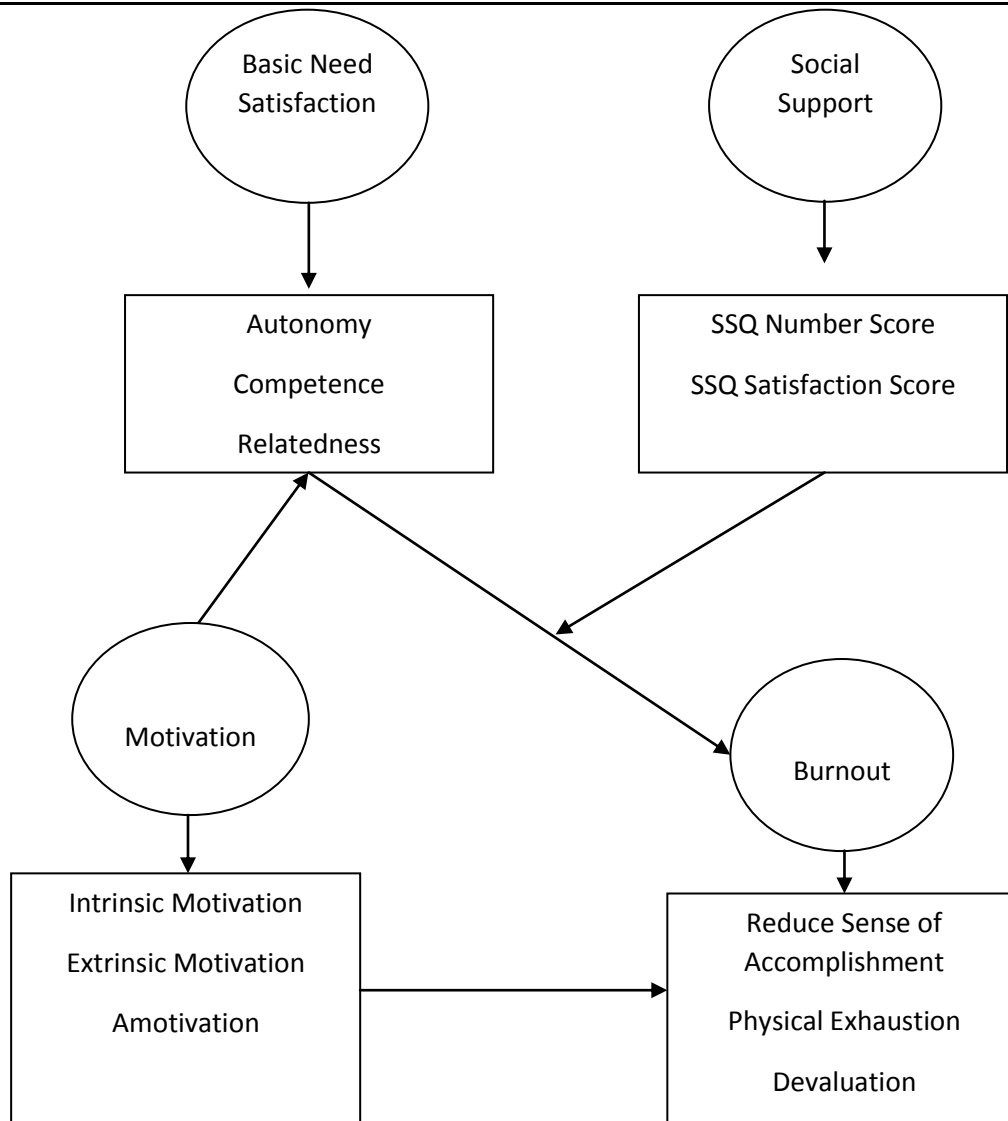 Basic Need
Satisfaction
Social
Support
Autonomy
Competence
Relatedness
SSQ Number Score
SSQ Satisfaction Score
Motivation
Burnout
Intrinsic Motivation
Extrinsic Motivation
Amotivation
Reduce Sense of
Accomplishment
Physical Exhaustion
Devaluation